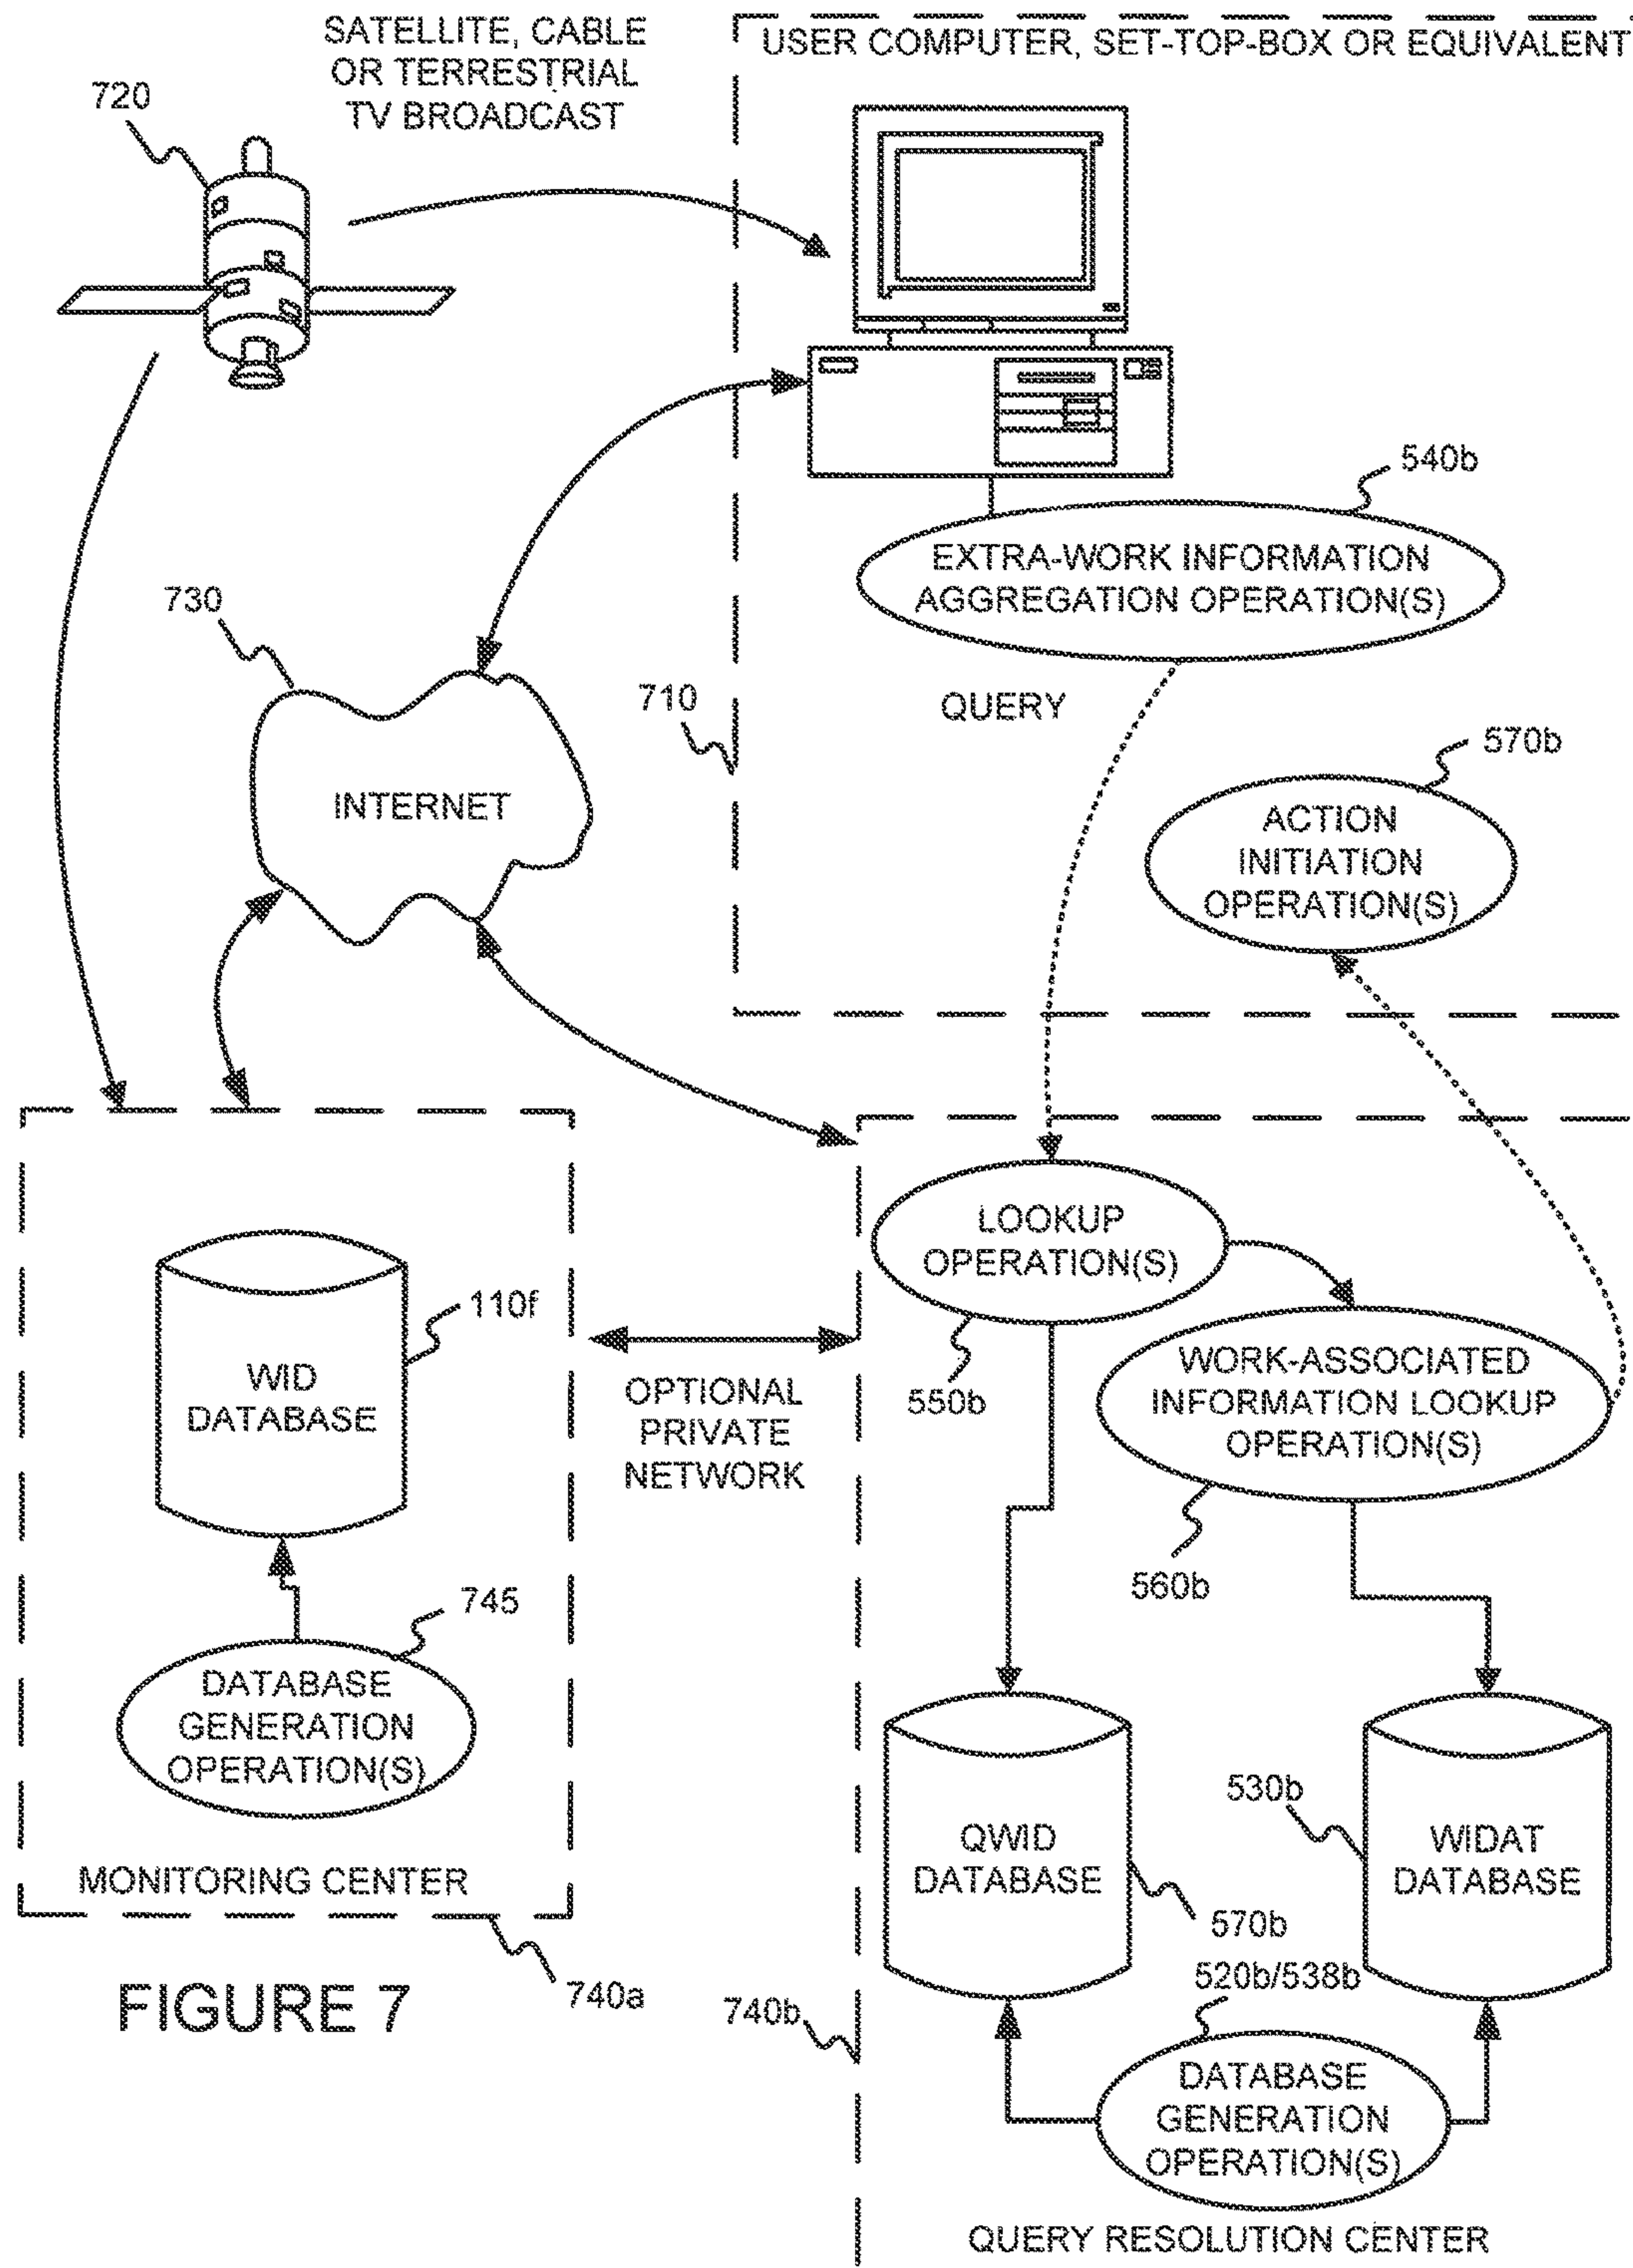 SATELLITE, CABLE
OR TERRESTRIAL
TV BROADCAST
USER COMPUTER, SET-TOP-BOX OR EQUIVALENT
720
540b
EXTRA-WORK INFORMATION
AGGREGATION OPERATION(S)
730
710
QUERY
570b
INTERNET
ACTION
INITIATION
OPERATION(S)
LOOKUP
OPERATION(S)
110f
WID
DATABASE
550b
WORK-ASSOCIATED
INFORMATION LOOKUP
OPERATION(S)
OPTIONAL
PRIVATE
NETWORK
560b
745
DATABASE
GENERATION
OPERATION(S)
530b
QWID
DATABASE
WIDAT
DATABASE
MONITORING CENTER
570b
740a
FIGURE 7
520b/538b
740b
DATABASE
GENERATION
OPERATION(S)
QUERY RESOLUTION CENTER